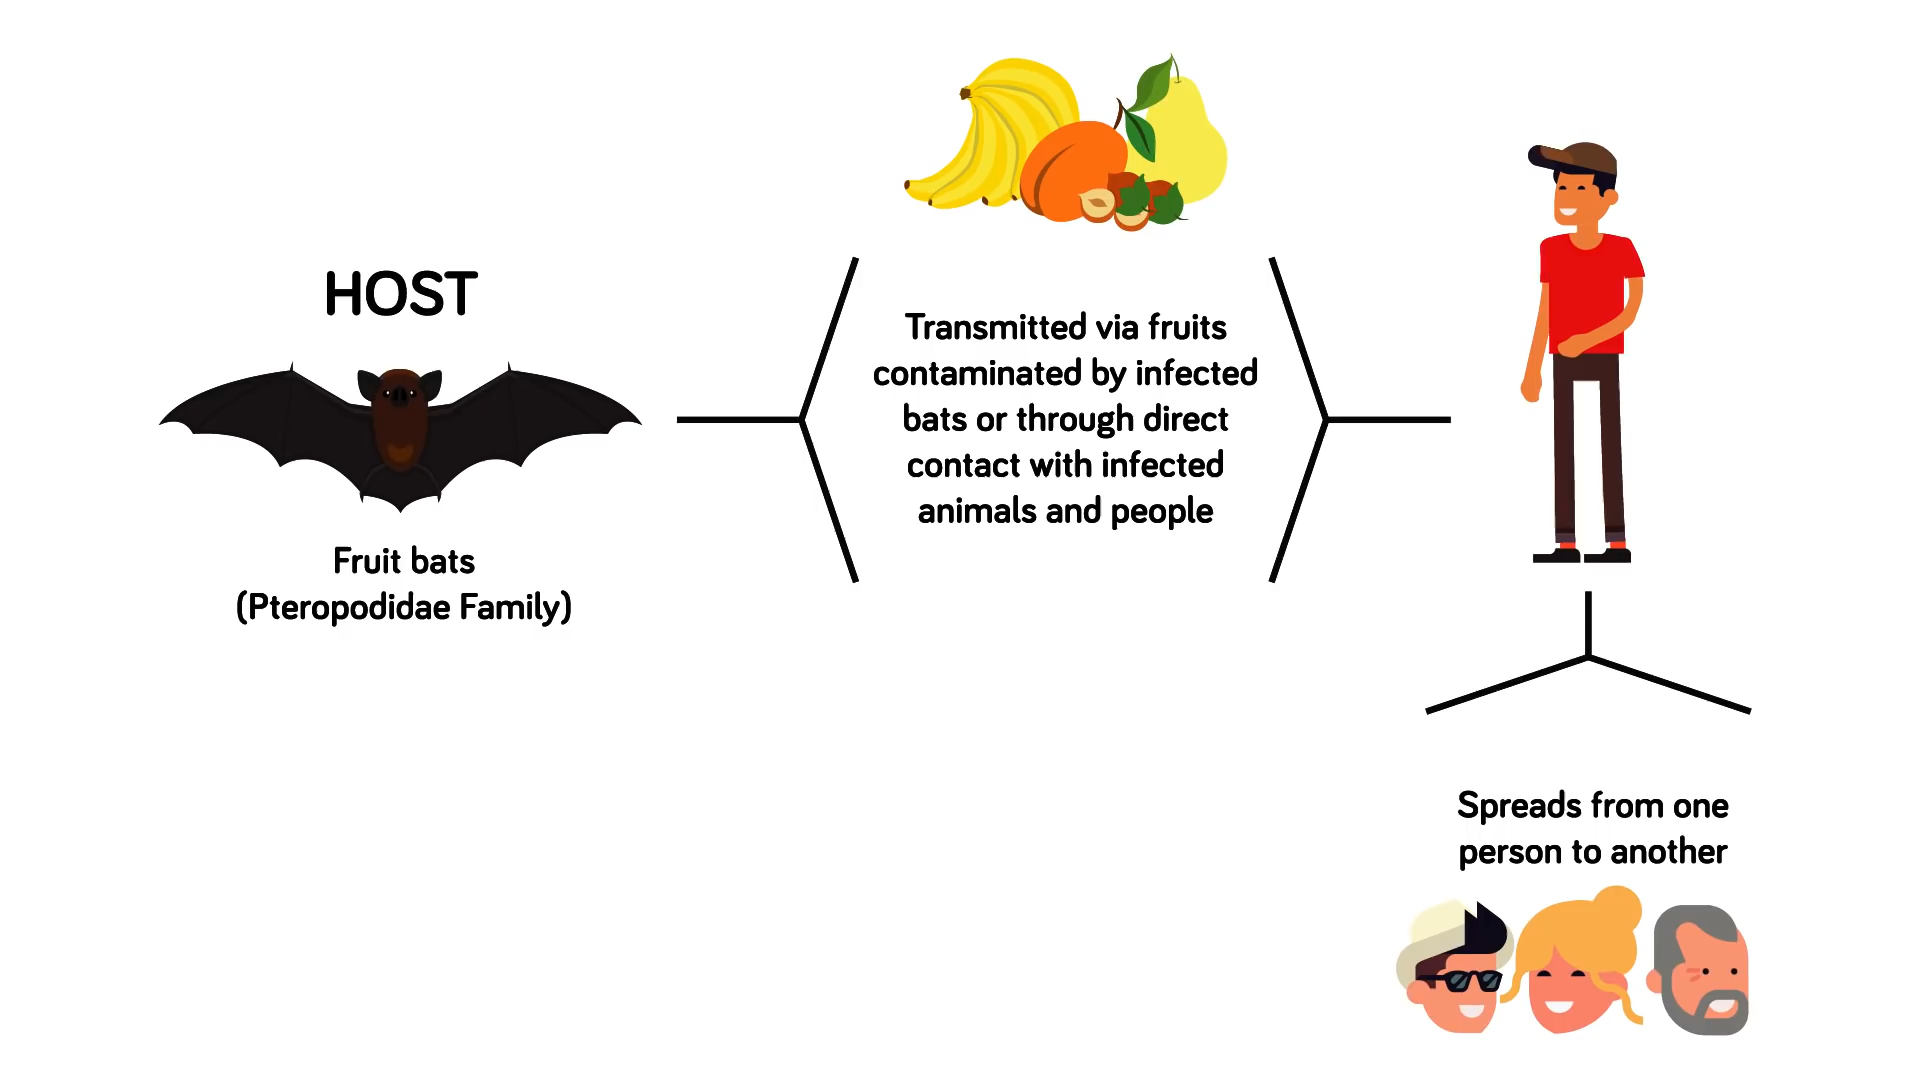 HOST
Fruit bats
(Pteropodidae Family)
Transmitted via fruits
contaminated by infected
bats or through direct
contact with infected
animals and people
Spreads from one
person to another